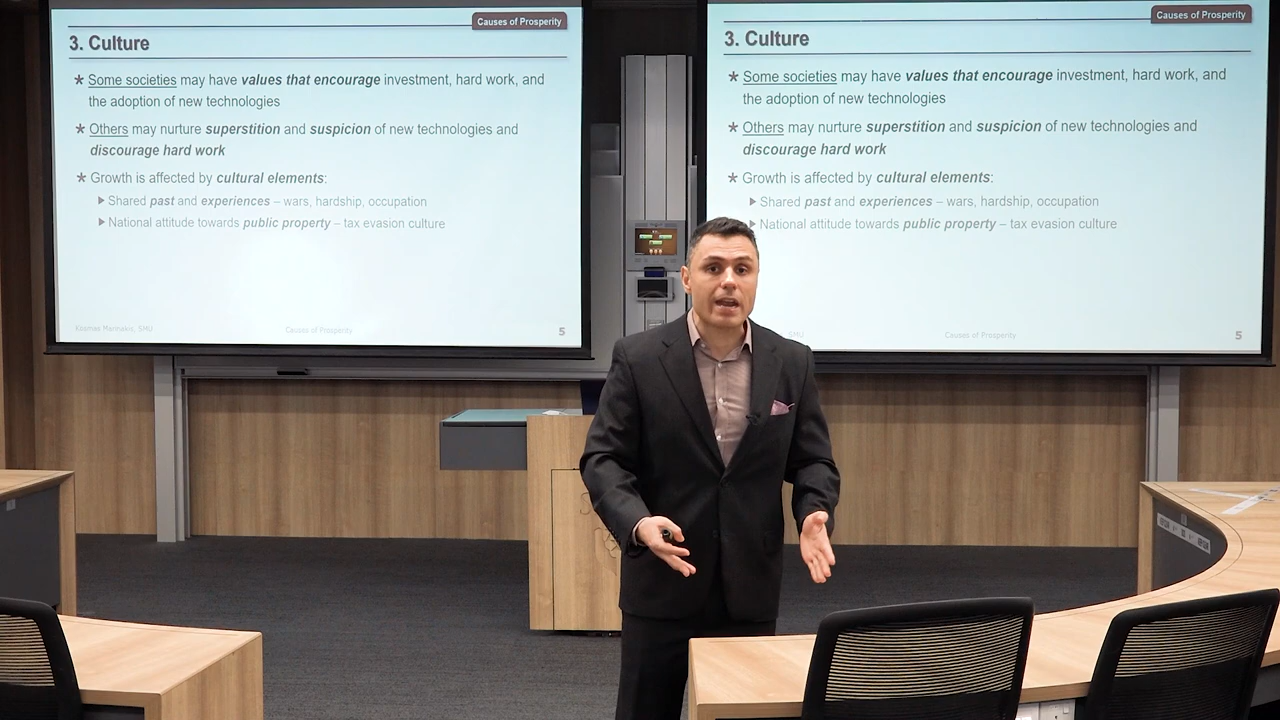 Causes of Prosperity
3. Culture
* Some societies may have values that encourage investment, hard work, and
the adoption of new technologies
* Others may nurture superstition and suspicion of new technologies and
discourage hard work
* Growth is affected by cultural elements:
▶ Shared past and experiences – wars, hardship, occupation
▶ National attitude towards public property – tax evasion culture
Kosmas Marinakis, SMU
Causes of Prosperity
5
Causes of Prosperity
3. Culture
* Some societies may have values that encourage investment, hard work, and
the adoption of new technologies
* Others may nurture superstition and suspicion of new technologies and
discourage hard work
* Growth is affected by cultural elements:
▶ Shared past and experiences – wars, hardship, occupation
▶ National attitude towards public property – tax evasion culture
SMU
Causes of Prosperity
5